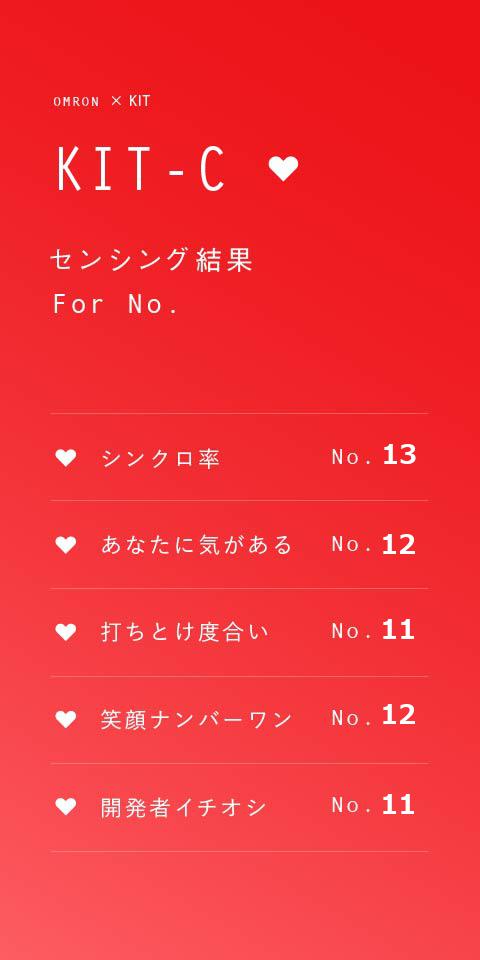 OMRON × KIT
KIT-C ♥
センシング結果
For No.
♥ シンクロ率 No. 13
♥ あなたに気がある No. 12
♥ 打ちとけ度合い No. 11
♥ 笑顔ナンバーワン No. 12
♥ 開発者イチオシ No. 11